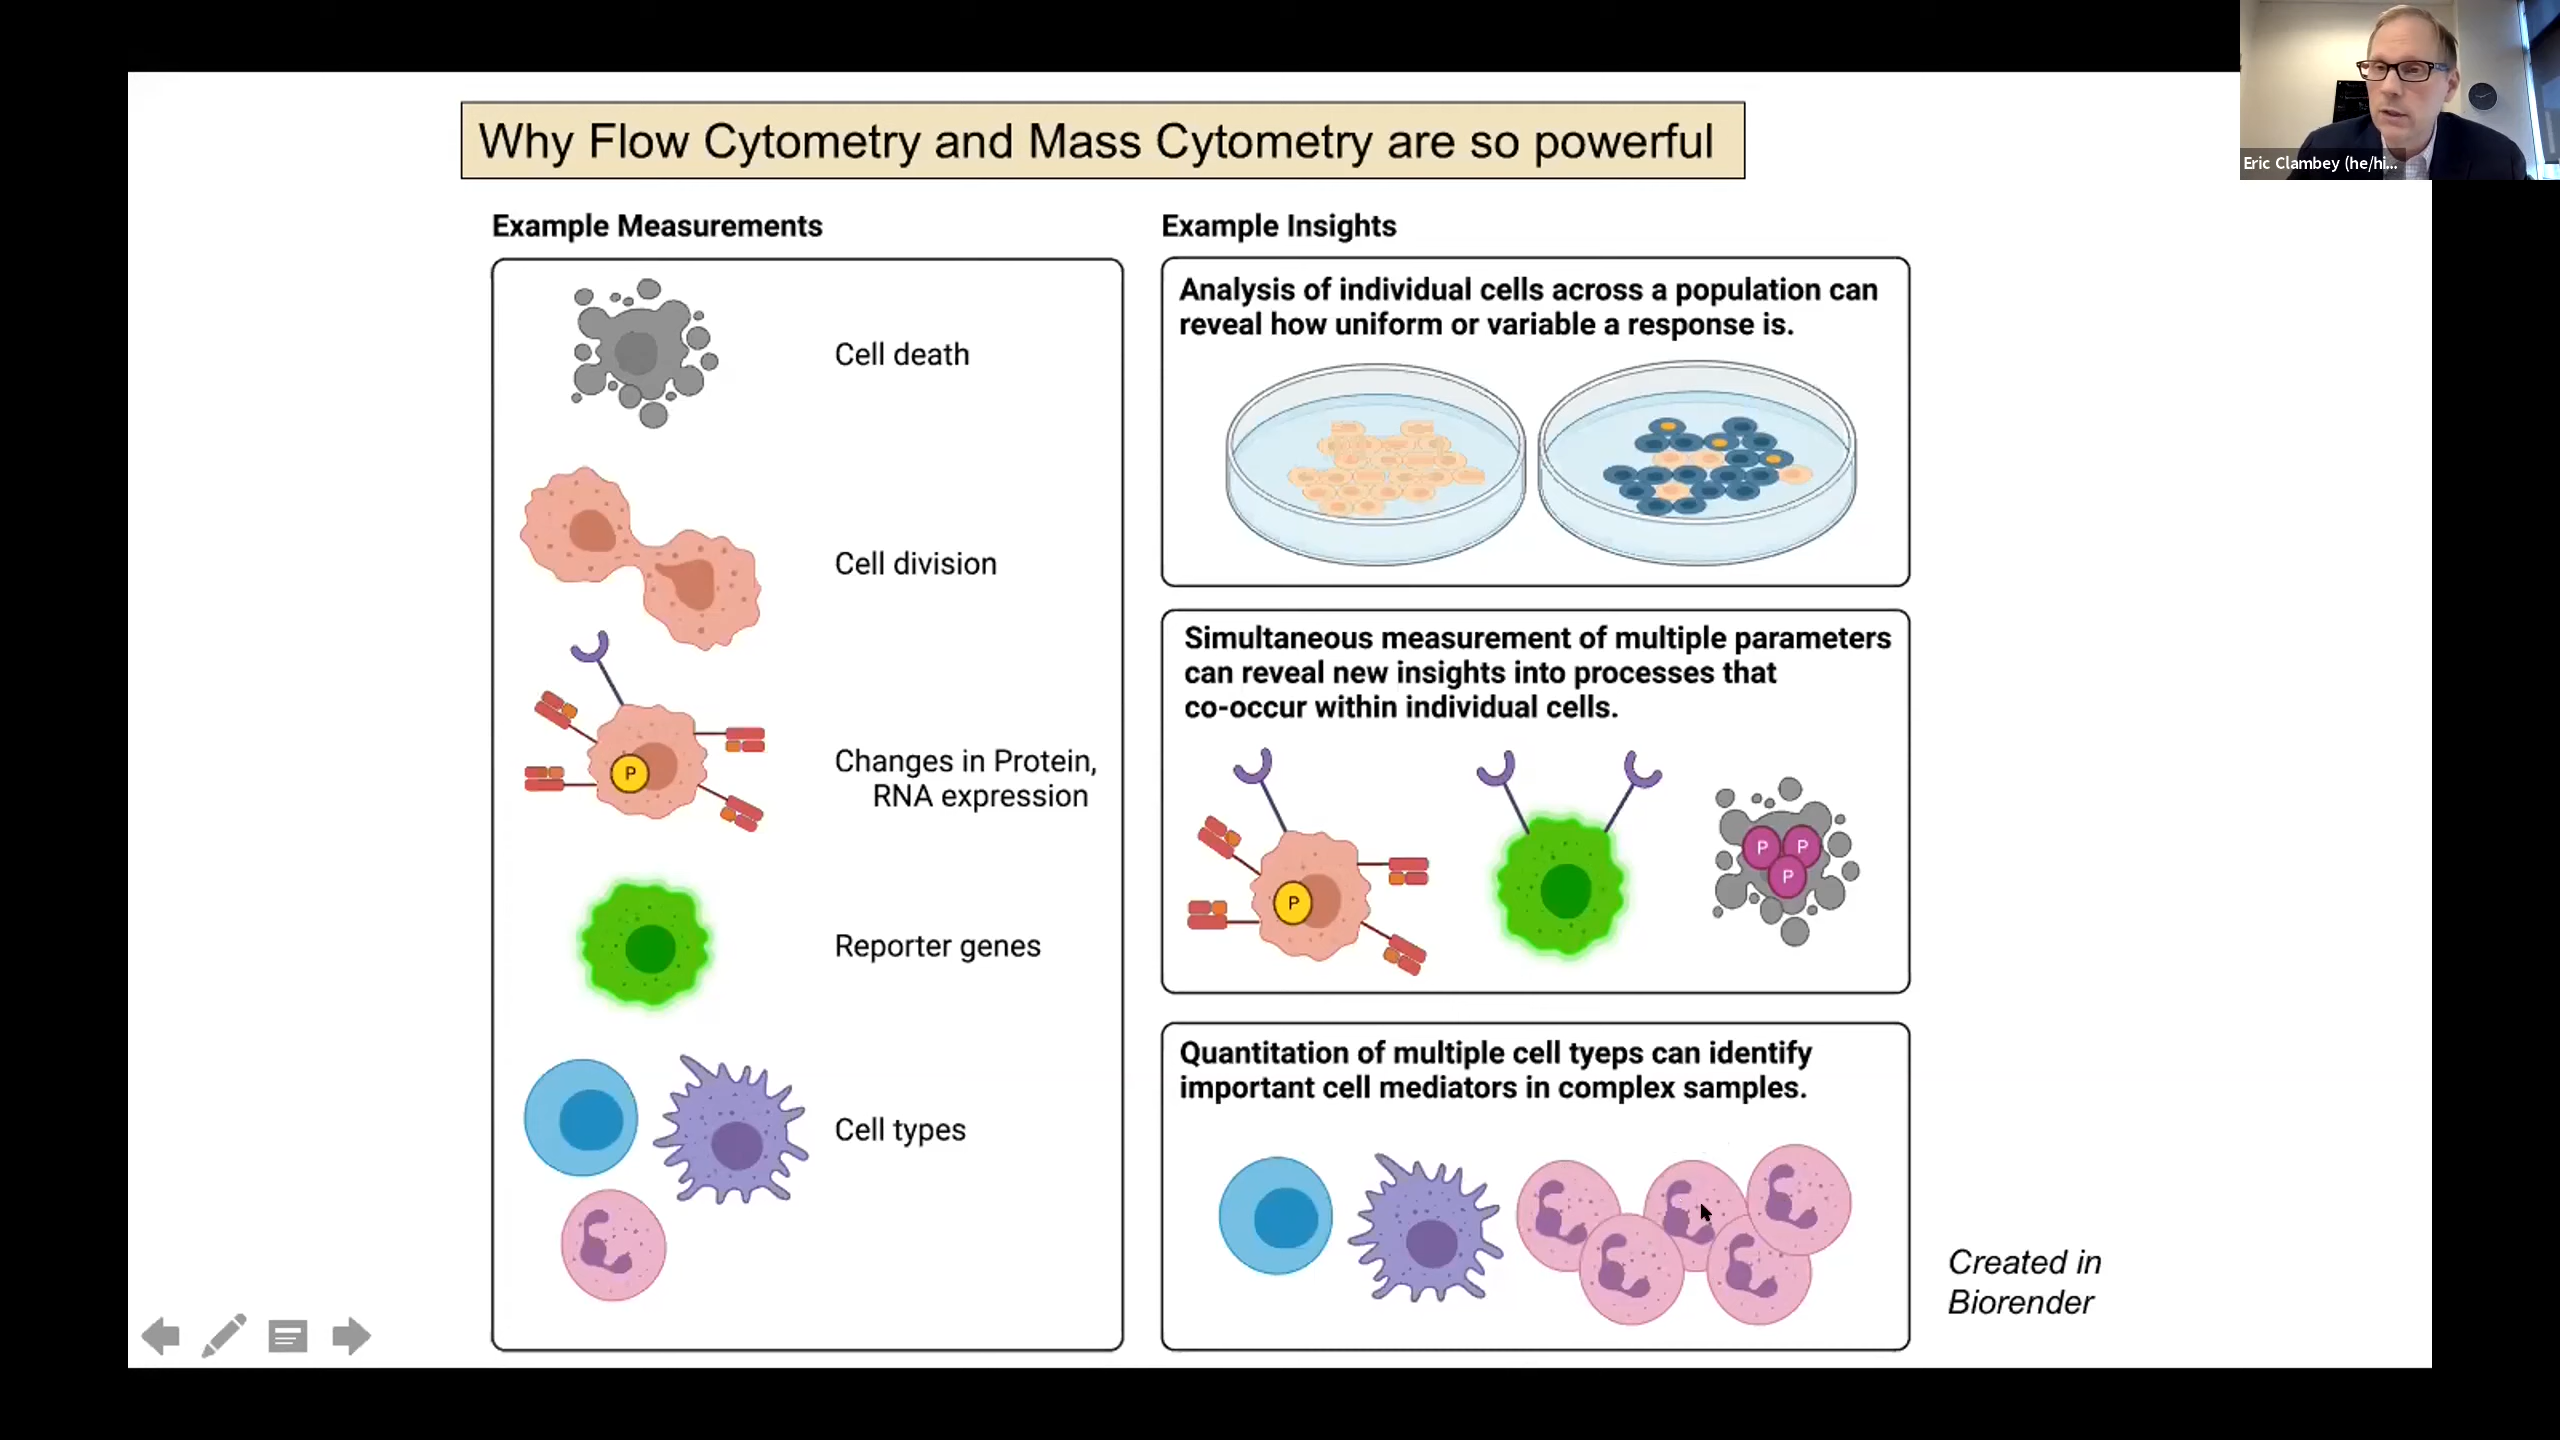 Why Flow Cytometry and Mass Cytometry are so powerful
Example Measurements
Cell death
Cell division
P
Changes in Protein,
RNA expression
Reporter genes
Cell types
Example Insights
Analysis of individual cells across a population can
reveal how uniform or variable a response is.
Simultaneous measurement of multiple parameters
can reveal new insights into processes that
co-occur within individual cells.
P
P P
P
Quantitation of multiple cell tyeps can identify
important cell mediators in complex samples.
Created in
Biorender
Eric Clambey (he/hi...